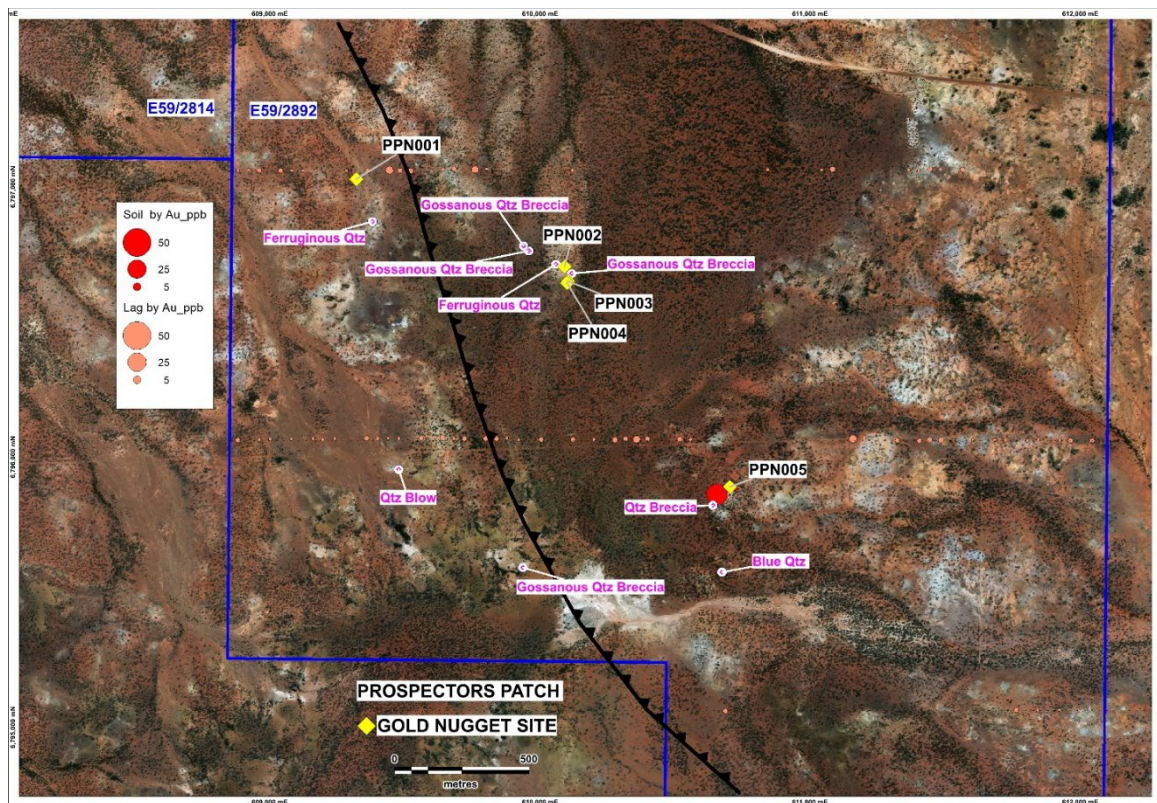 mE
609,000 mE
610,000 mE
611,000 mE
612,000 mE
E59/2814
E59/2892
PPN001
6,797,000 mN
Gossanous Qtz Breccia
Soil by Au_ppb
50
25
5
Ferruginous Qtz
PPN002
Gossanous Qtz Breccia
Gossanous Qtz Breccia
Ferruginous Qtz
PPN003
Lag by Au_ppb
50
25
5
PPN004
6,796,000 mN
PPN005
Qtz Blow
Qtz Breccia
Blue Qtz
Gossanous Qtz Breccia
PROSPECTORS PATCH
GOLD NUGGET SITE
6,795,000 mN
0
500
metres
609,000 mE
610,000 mE
611,000 mE
612,000 mE